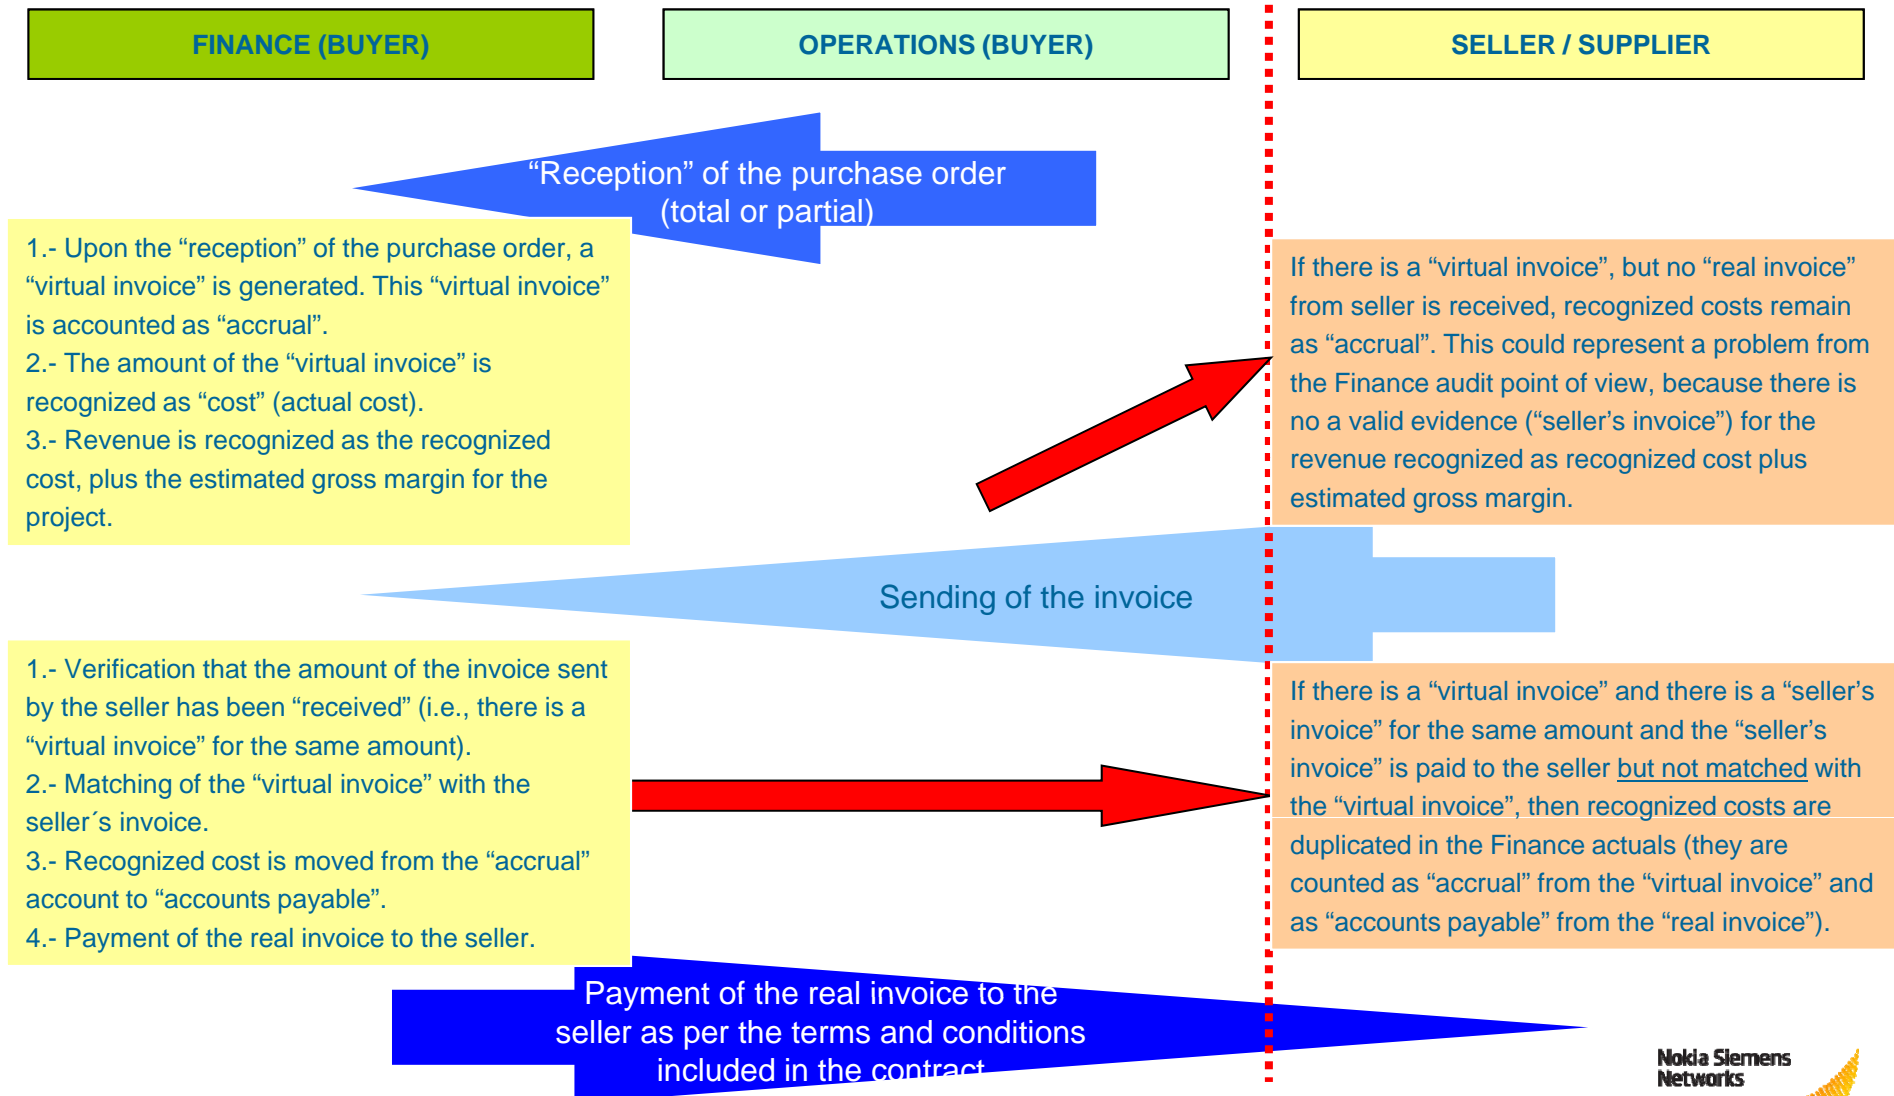 FINANCE (BUYER)
OPERATIONS (BUYER)
SELLER / SUPPLIER
“Reception” of the purchase order
(total or partial)
1.- Upon the “reception” of the purchase order, a
“virtual invoice” is generated. This “virtual invoice”
is accounted as “accrual”.
2.- The amount of the “virtual invoice” is
recognized as “cost” (actual cost).
3.- Revenue is recognized as the recognized
cost, plus the estimated gross margin for the
project.
If there is a “virtual invoice”, but no “real invoice”
from seller is received, recognized costs remain
as “accrual”. This could represent a problem from
the Finance audit point of view, because there is
no a valid evidence (“seller’s invoice”) for the
revenue recognized as recognized cost plus
estimated gross margin.
Sending of the invoice
1.- Verification that the amount of the invoice sent
by the seller has been “received” (i.e., there is a
“virtual invoice” for the same amount).
2.- Matching of the “virtual invoice” with the
seller´s invoice.
3.- Recognized cost is moved from the “accrual”
account to “accounts payable”.
4.- Payment of the real invoice to the seller.
If there is a “virtual invoice” and there is a “seller’s
invoice” for the same amount and the “seller’s
invoice” is paid to the seller but not matched with
the “virtual invoice”, then recognized costs are
duplicated in the Finance actuals (they are
counted as “accrual” from the “virtual invoice” and
as “accounts payable” from the “real invoice”).
Payment of the real invoice to the
seller as per the terms and conditions
included in the contract
Nokia Siemens
Networks